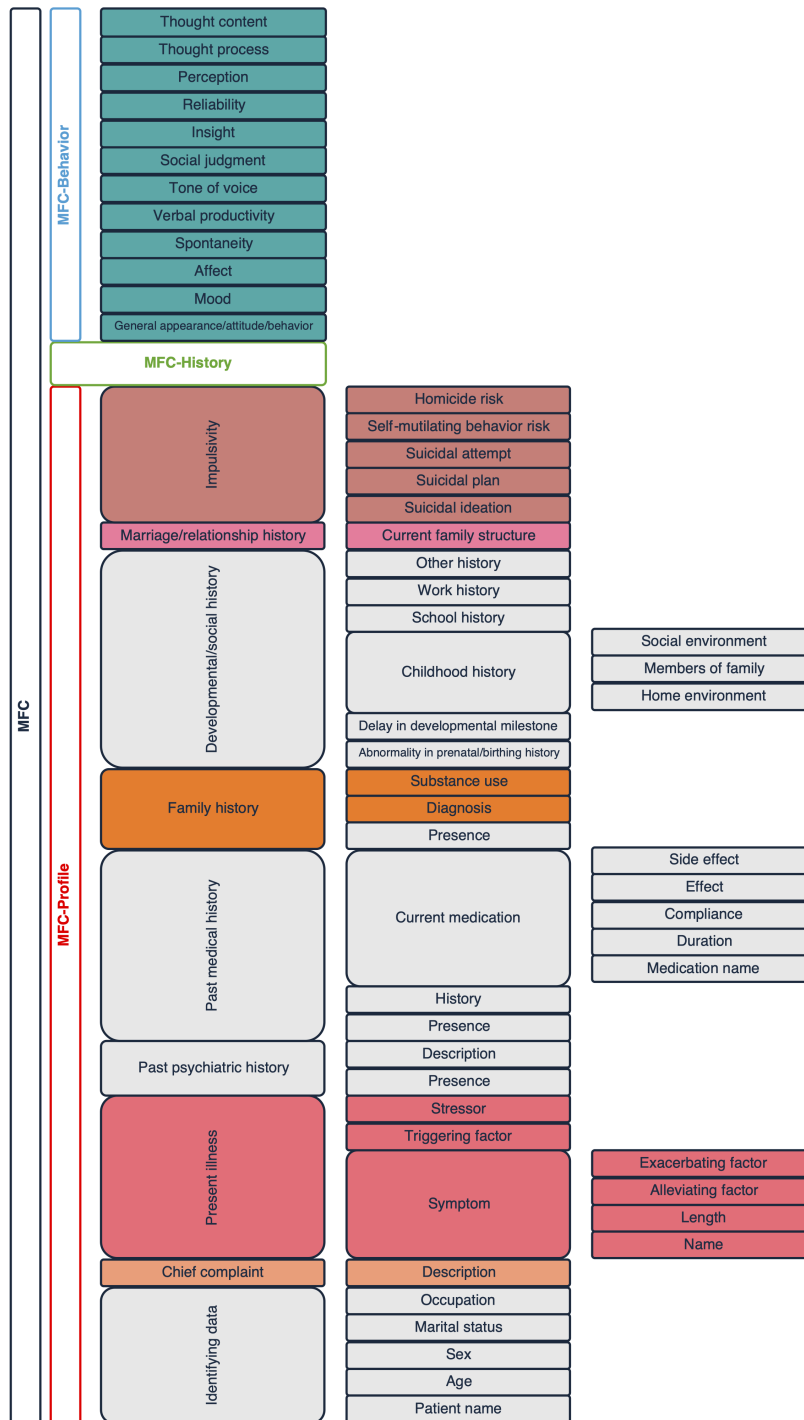 MFC
MFC-Behavior
Thought content
Thought process
Perception
Reliability
Insight
Social judgment
Tone of voice
Verbal productivity
Spontaneity
Affect
Mood
General appearance/attitude/behavior
MFC-History
MFC-Profile
Impulsivity
Homicide risk
Self-mutilating behavior risk
Suicidal attempt
Suicidal plan
Suicidal ideation
Marriage/relationship history
Current family structure
Developmental/social history
Other history
Work history
School history
Childhood history
Social environment
Members of family
Home environment
Delay in developmental milestone
Abnormality in prenatal/birthing history
Family history
Substance use
Diagnosis
Presence
Past medical history
Current medication
Side effect
Effect
Compliance
Duration
Medication name
History
Presence
Past psychiatric history
Description
Presence
Present illness
Stressor
Triggering factor
Symptom
Exacerbating factor
Alleviating factor
Length
Name
Chief complaint
Description
Identifying data
Occupation
Marital status
Sex
Age
Patient name